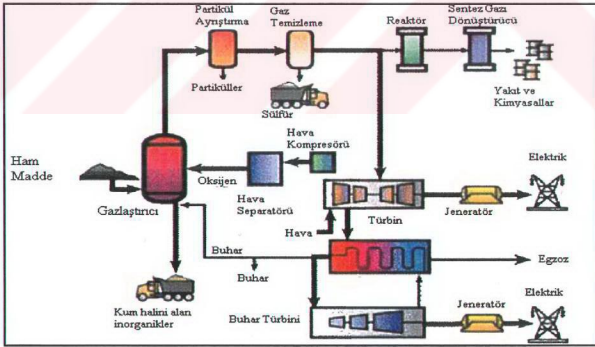 Partikül
Ayrıştırma
Gaz
Temizleme
Reaktör
Sentez Gazı
Dönüştürücü
Partiküller
Sülfür
Yakıt ve
Kimyasallar
Hava
Kompresörü
Ham
Madde
Oksijen
Gazlaştırıcı
Hava
Separatörü
Elektrik
Türbin
Jeneratör
Hava
Buhar
Buhar
Egzoz
Kum halini alan
inorganikler
Buhar Türbini
Jeneratör
Elektrik